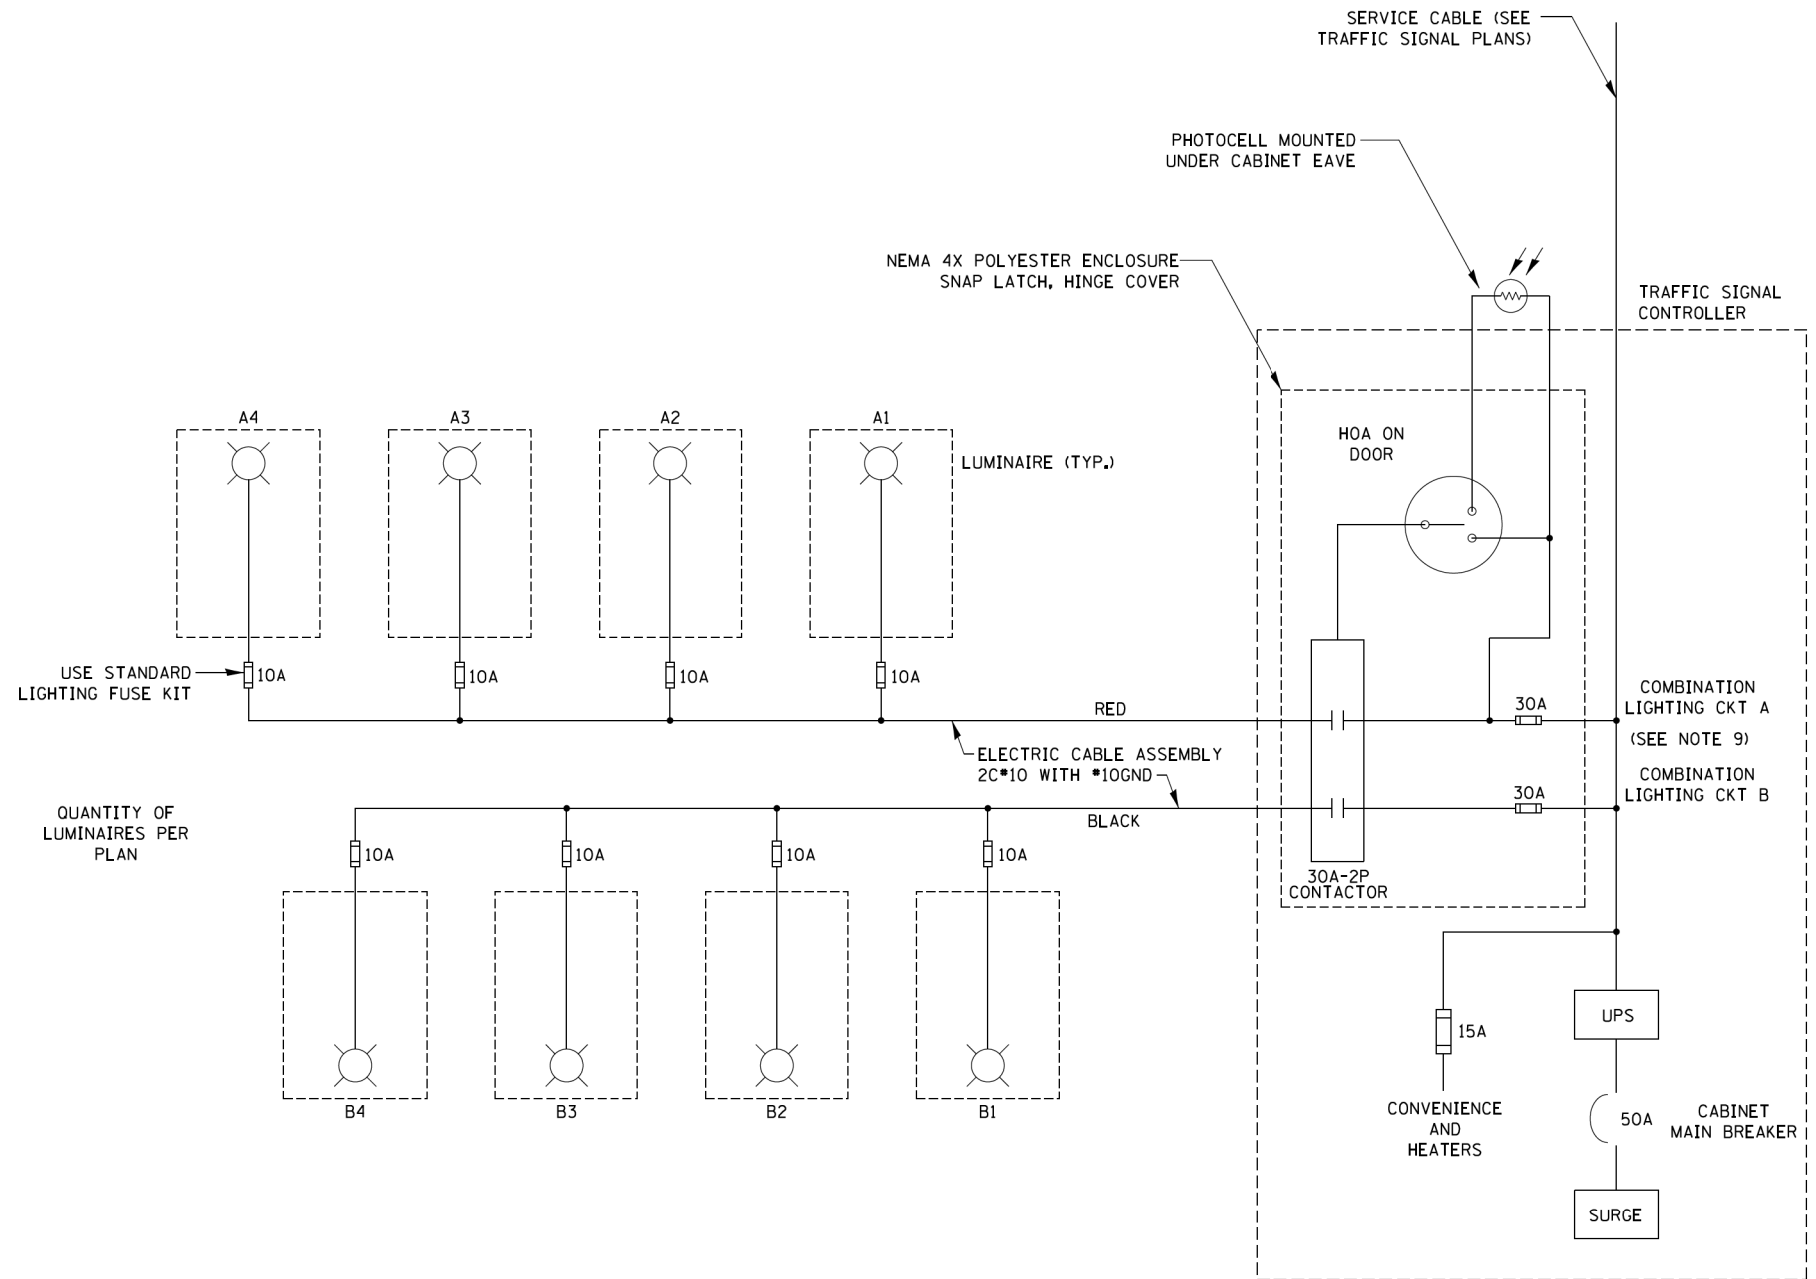 SERVICE CABLE (SEE
TRAFFIC SIGNAL PLANS)
PHOTOCELL MOUNTED
UNDER CABINET EAVE
NEMA 4X POLYESTER ENCLOSURE
SNAP LATCH, HINGE COVER
TRAFFIC SIGNAL
CONTROLLER
HOA ON
DOOR
A4
A3
A2
A1
LUMINAIRE (TYP.)
USE STANDARD
LIGHTING FUSE KIT
10A
10A
10A
10A
RED
30A
COMBINATION
LIGHTING CKT A
(SEE NOTE 9)
ELECTRIC CABLE ASSEMBLY
2C#10 WITH #10GND
COMBINATION
LIGHTING CKT B
30A
BLACK
QUANTITY OF
LUMINAIRES PER
PLAN
10A
10A
10A
10A
30A-2P
CONTACTOR
B4
B3
B2
B1
UPS
15A
CONVENIENCE
AND
HEATERS
50A
CABINET
MAIN BREAKER
SURGE